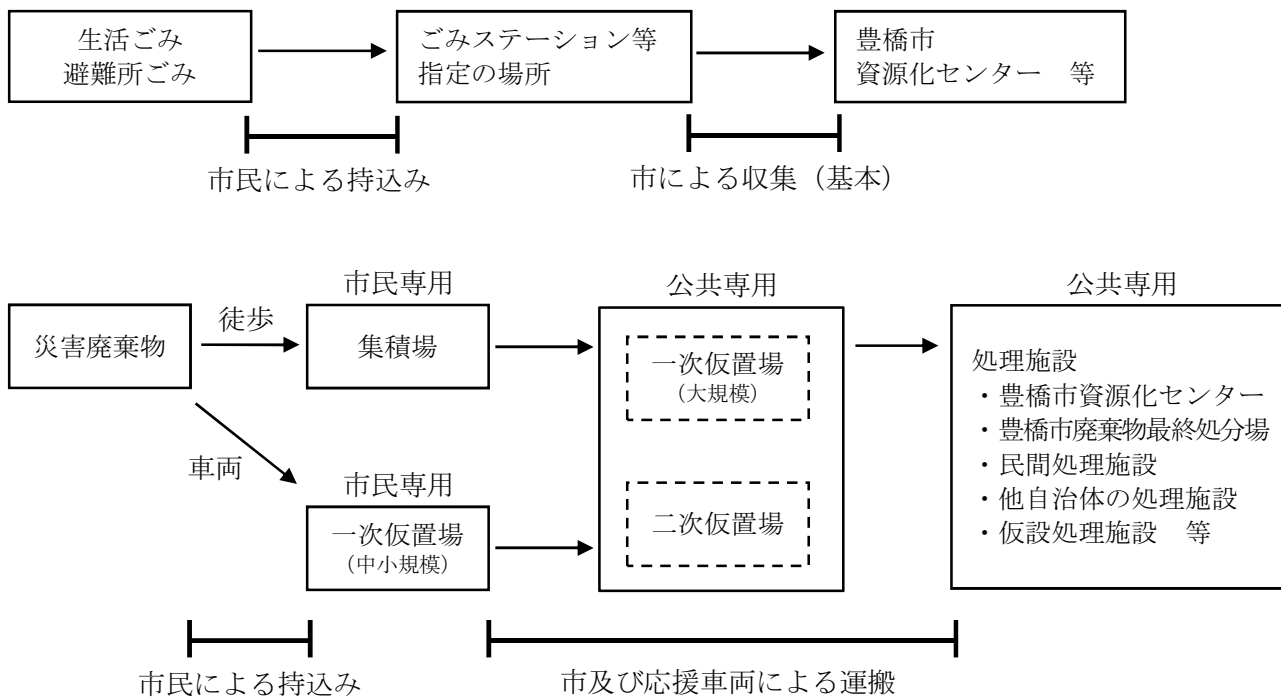 生活ごみ
避難所ごみ
ごみステーション等
指定の場所
豊橋市
資源化センター　等
市民による持込み
市による収集（基本）
災害廃棄物
徒歩
車両
市民専用
集積場
市民専用
一次仮置場
（中小規模）
公共専用
一次仮置場
（大規模）
二次仮置場
公共専用
処理施設
・豊橋市資源化センター
・豊橋市廃棄物最終処分場
・民間処理施設
・他自治体の処理施設
・仮設処理施設　等
市民による持込み
市及び応援車両による運搬